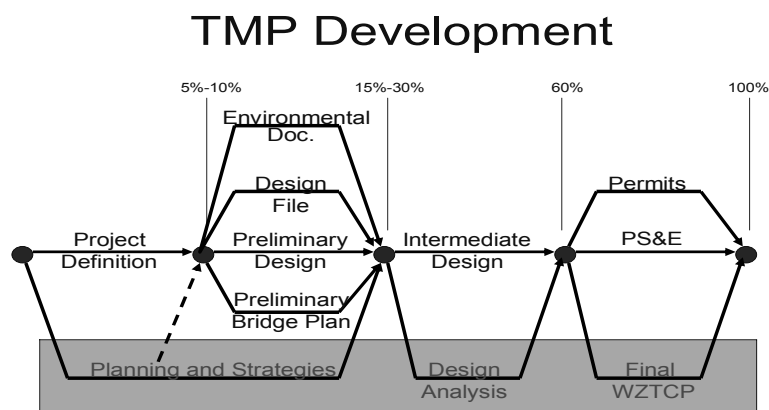 TMP Development
5%-10%
15%-30%
60%
100%
Environmental
Doc.
Design
File
Permits
Project
Definition
Preliminary
Design
Intermediate
Design
PS&E
Preliminary
Bridge Plan
Planning and Strategies
Design
Analysis
Final
WZTCP